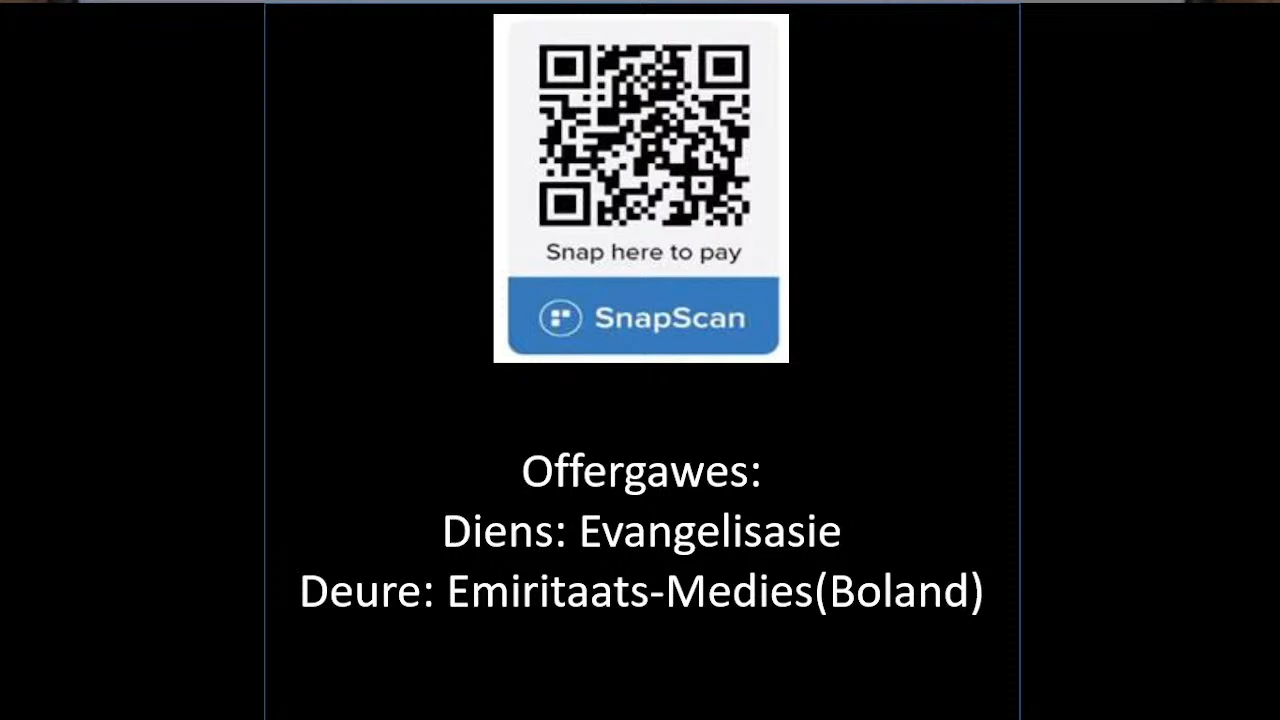 Snap here to pay
SnapScan
Offergawes:
Diens: Evangelisasie
Deure: Emiritaats-Medies(Boland)